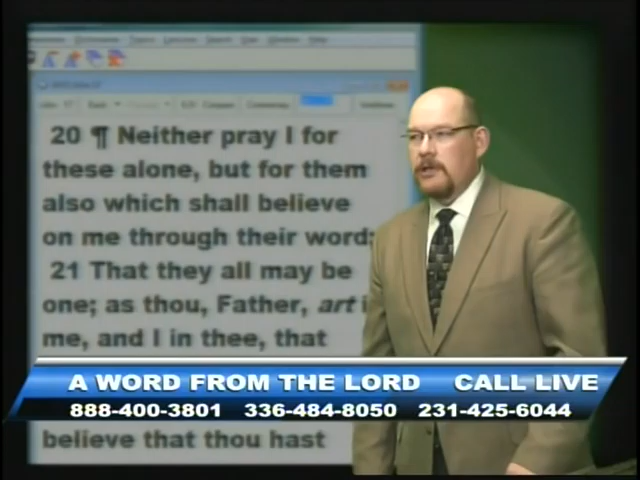 20 ¶ Neither pray I for
these alone, but for them
also which shall believe
on me through their word:
21 That they all may be
one; as thou, Father, art
me, and I in thee, that
A WORD FROM THE LORD CALL LIVE
888-400-3801 336-484-8050 231-425-6044
believe that thou hast